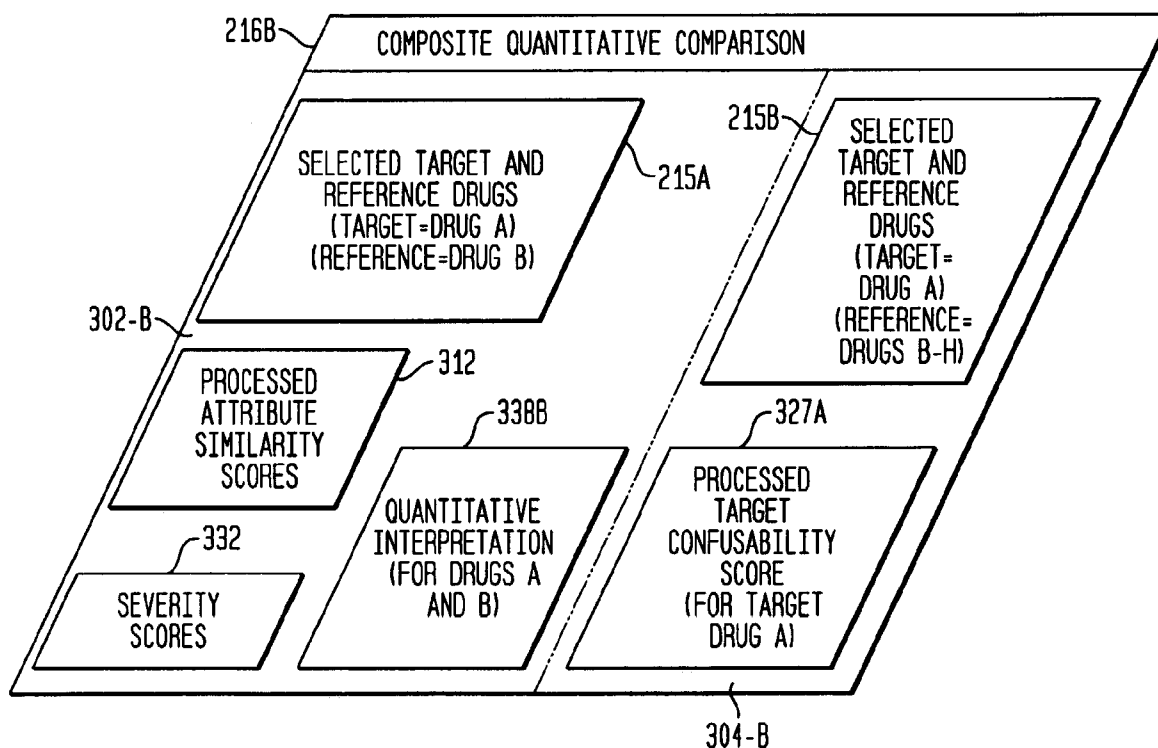 216B
COMPOSITE QUANTITATIVE COMPARISON
SELECTED TARGET AND
REFERENCE DRUGS
(TARGET=DRUG A)
(REFERENCE=DRUG B)
215A
215B
SELECTED
TARGET AND
REFERENCE
DRUGS
(TARGET=
DRUG A)
(REFERENCE=
DRUGS B-H)
302-B
312
PROCESSED
ATTRIBUTE
SIMILARITY
SCORES
338B
QUANTITATIVE
INTERPRETATION
(FOR DRUGS A
AND B)
327A
PROCESSED
TARGET
CONFUSABILITY
SCORE
(FOR TARGET
DRUG A)
332
SEVERITY
SCORES
304-B